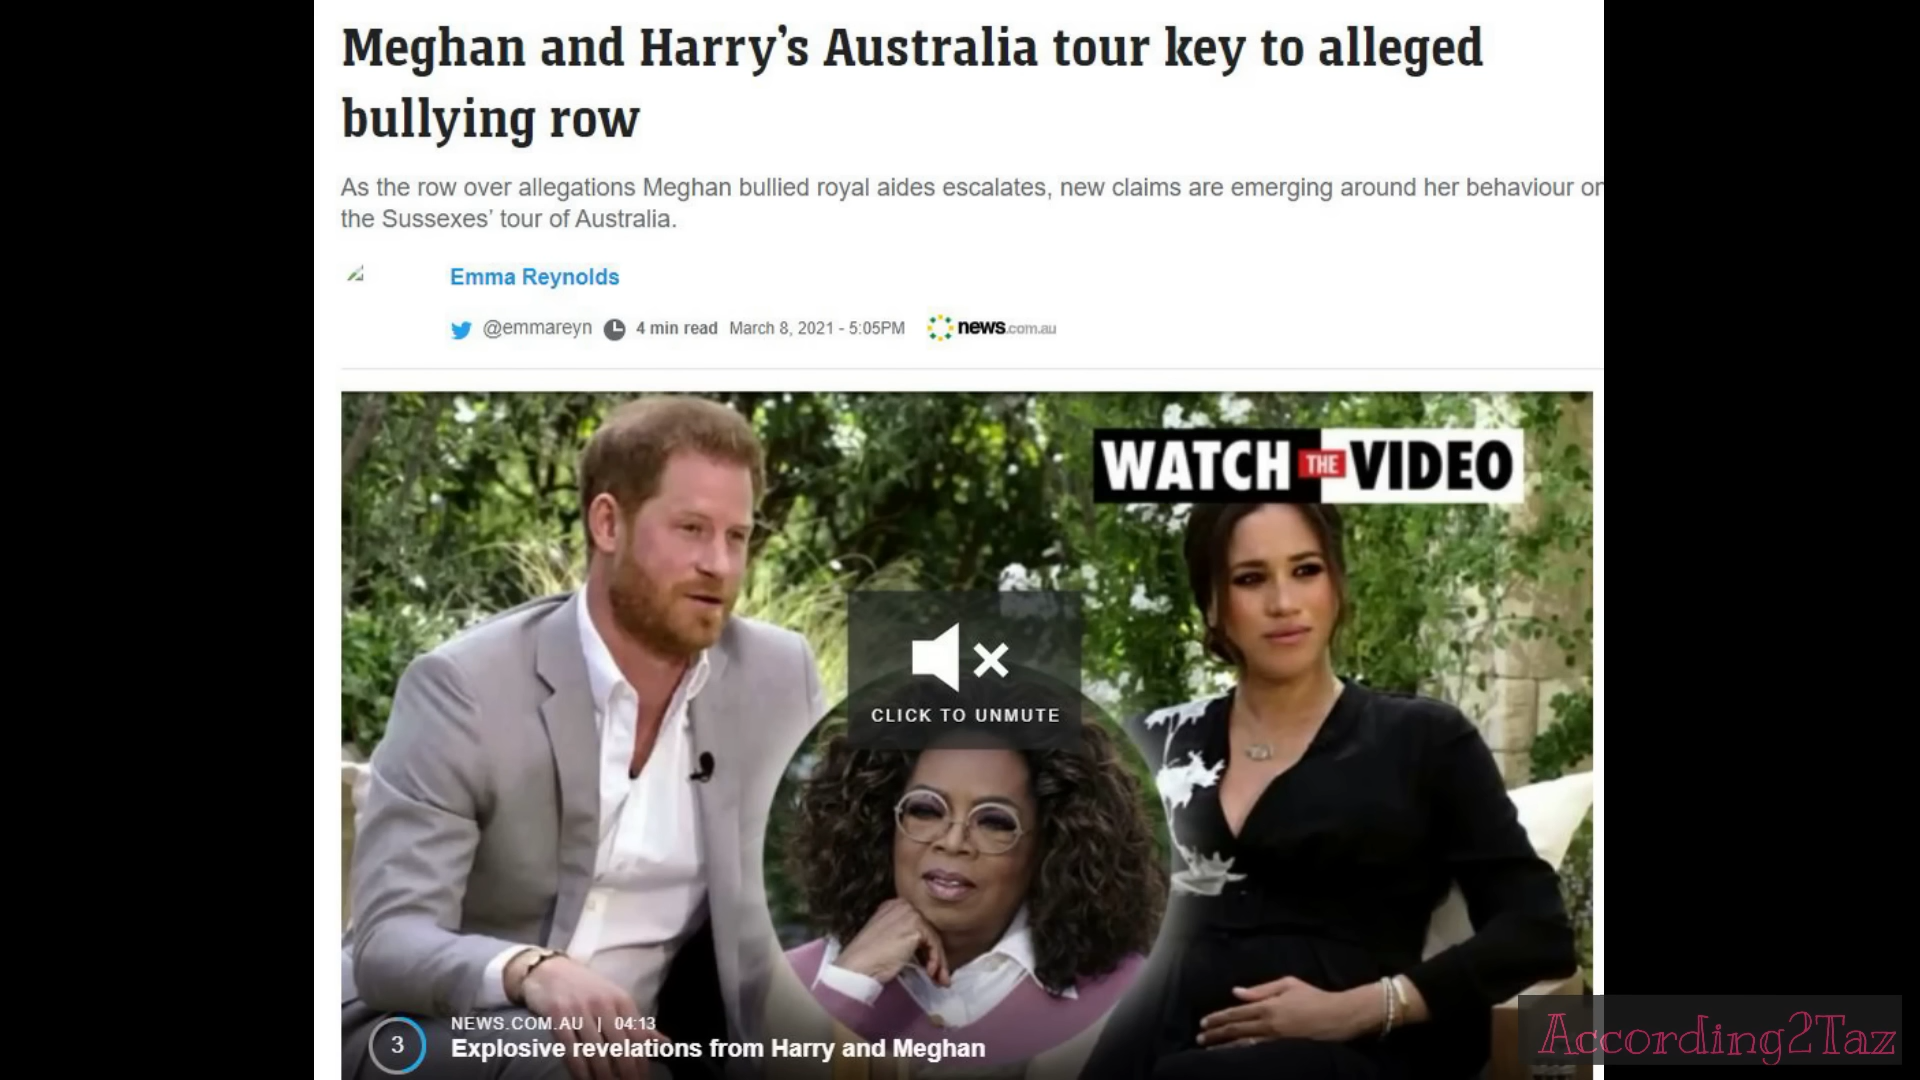 Meghan and Harry’s Australia tour key to alleged
bullying row
As the row over allegations Meghan bullied royal aides escalates, new claims are emerging around her behaviour on
the Sussexes’ tour of Australia.
Emma Reynolds
@emmareyn 4 min read March 8, 2021 - 5:05PM news.com.au
WATCH THE VIDEO
CLICK TO UNMUTE
NEWS.COM.AU | 04:13
3 Explosive revelations from Harry and Meghan
According2Taz